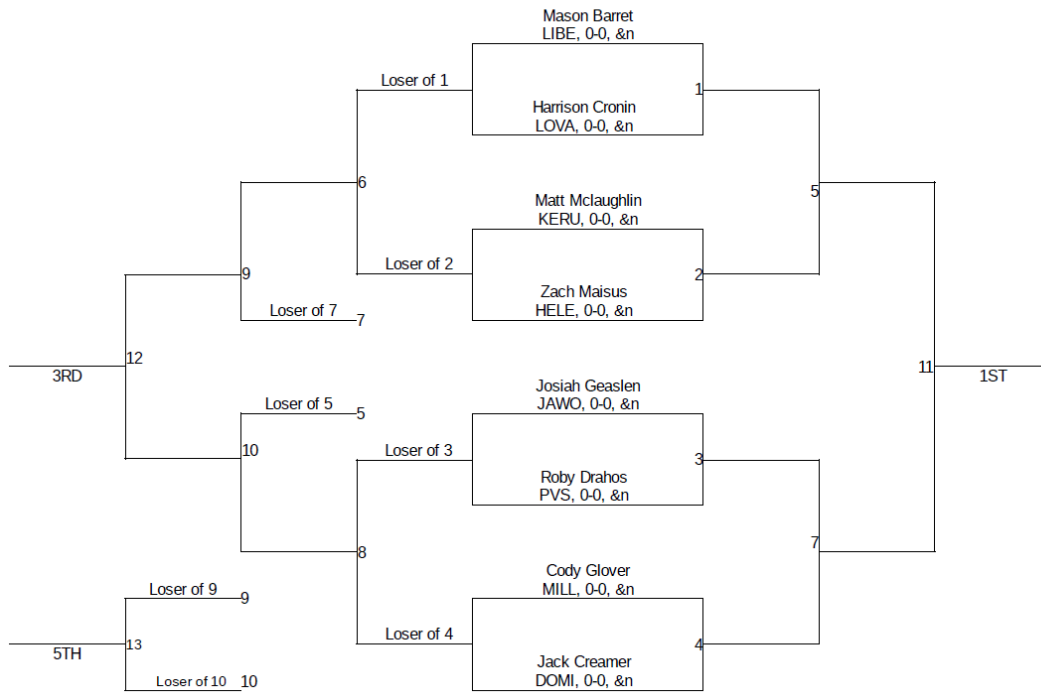 Mason Barret
LIBE, 0-0, &n
Loser of 1
1
Harrison Cronin
LOVA, 0-0, &n
6
5
Matt Mclaughlin
KERU, 0-0, &n
Loser of 2
9
2
Zach Maisus
HELE, 0-0, &n
Loser of 7
7
12
11
3RD
1ST
Josiah Geaslen
JAWO, 0-0, &n
Loser of 5
5
10
Loser of 3
3
Roby Drahos
PVS, 0-0, &n
8
7
Cody Glover
MILL, 0-0, &n
Loser of 9
9
13
Loser of 4
4
5TH
Jack Creamer
DOMI, 0-0, &n
Loser of 10
10